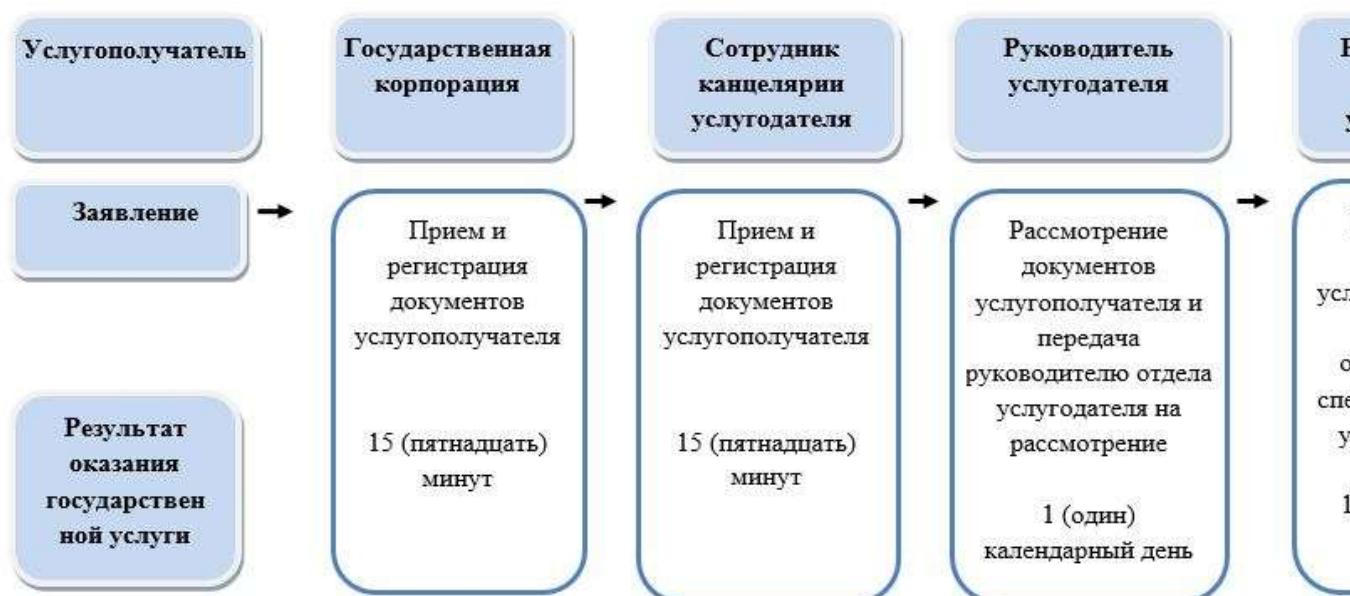 Услугополучатель
Государственная
корпорация
Сотрудник
канцелярии
услугодателя
Руководитель
услугодателя
Заявление
Прием и
регистрация
документов
услугополучателя
15 (пятнадцать)
минут
Прием и
регистрация
документов
услугополучателя
15 (пятнадцать)
минут
Рассмотрение
документов
услугополучателя и
передача
руководителю отдела
услугодателя на
рассмотрение
1 (один)
календарный день
Результат
оказания
государствен
ной услуги